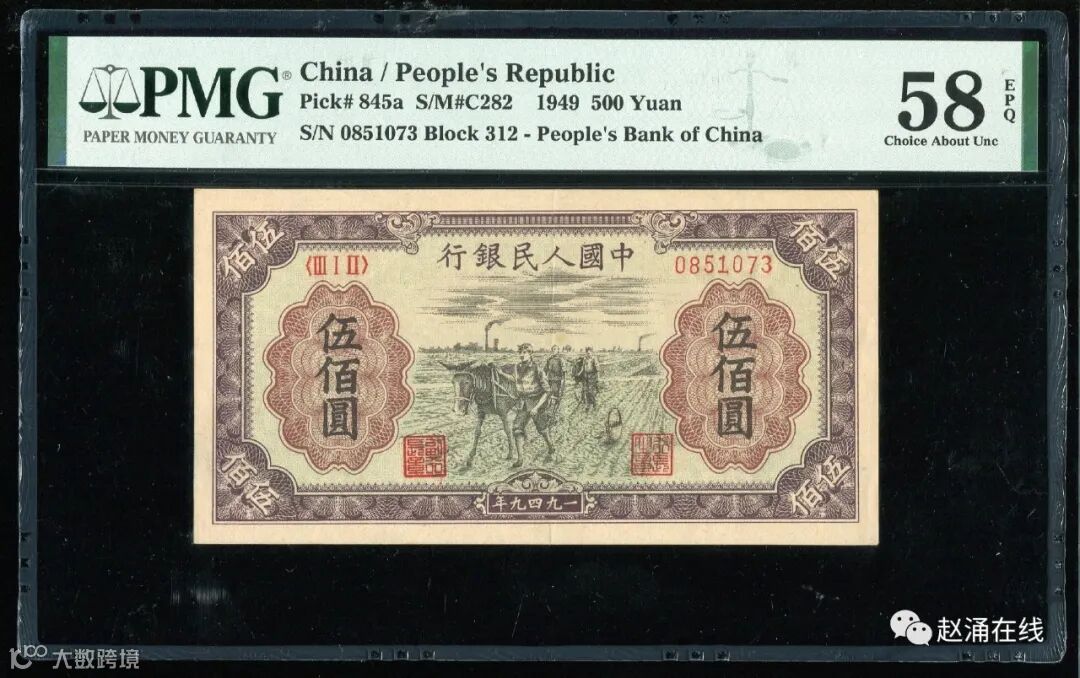 PMG®
PAPER MONEY GUARANTY
China / People's Republic
Pick# 845a S/M#C282 1949 500 Yuan
S/N 0851073 Block 312 - People's Bank of China
58
EPQ
Choice About Unc
伍佰
行銀民人國中
伍佰
〈III I II〉
0851073
伍佰圓
伍佰圓
伍佰
年九四九一
伍佰
赵涌在线
大数跨境